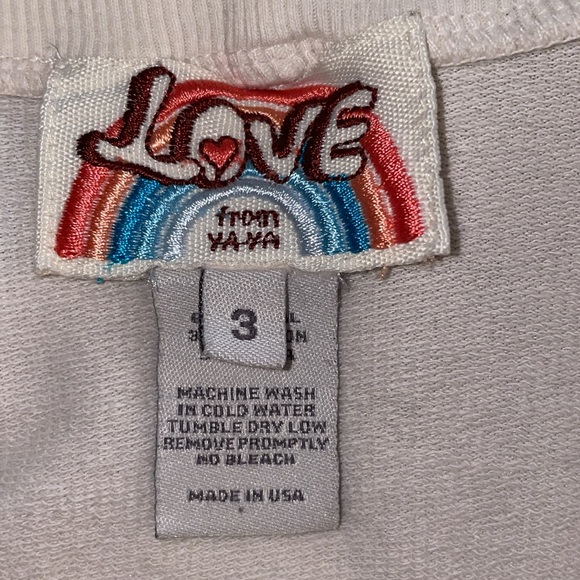 LOVE
from
YA-YA
3
MACHINE WASH
IN COLD WATER
TUMBLE DRY LOW
REMOVE PROMPTLY
NO BLEACH
MADE IN USA